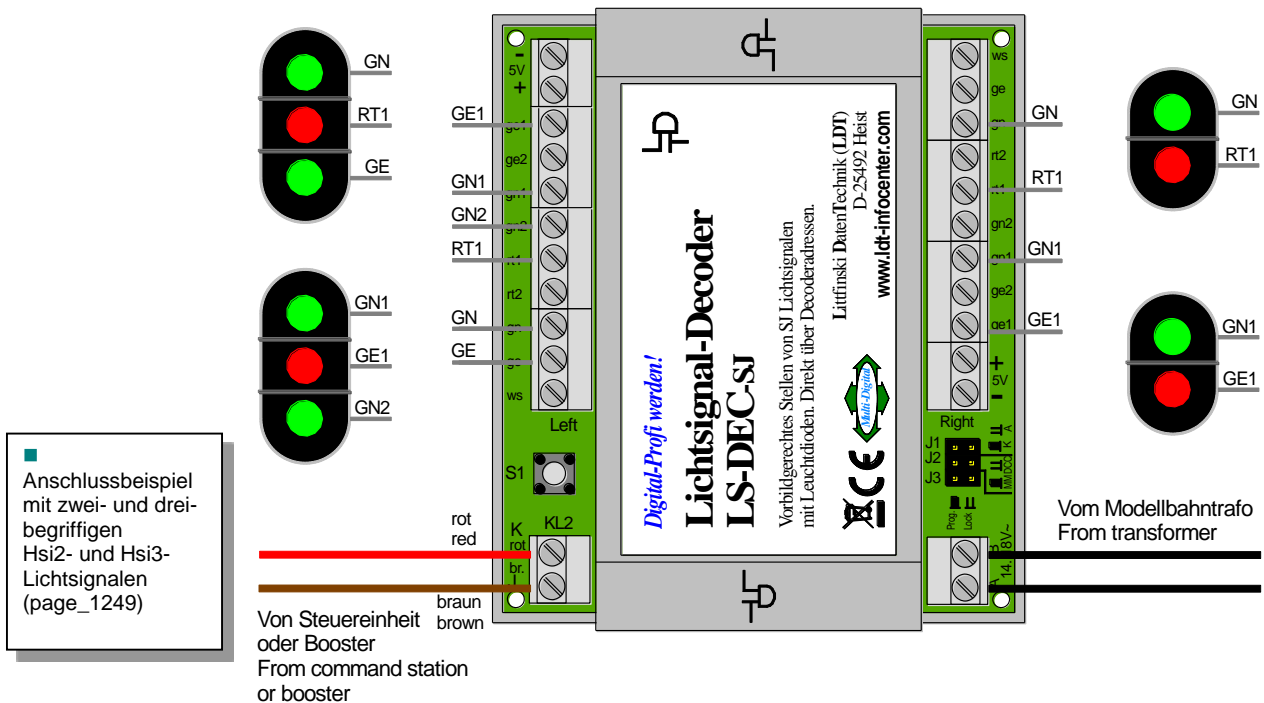 GN
RT1
GE
GN1
GE1
GN2
■
Anschlussbeispiel
mit zwei- und drei-
begriffigen
Hsi2- und Hsi3-
Lichtsignalen
(page_1249)
GE1
GN1
GN2
RT1
GN
GE
-
5V
+
ge1
ge2
gn1
gn2
rt1
rt2
gn
ge
ws
Left
S1
K KL2
rot
br.
rot
red
braun
brown
Von Steuereinheit
oder Booster
From command station
or booster
Digital-Profi werden!
Lichtsignal-Decoder
LS-DEC-SJ
Vorbildgerechtes Stellen von SJ Lichtsignalen
mit Leuchtdioden. Direkt über Decoderadressen.
Littfinski DatenTechnik (LDT)
D-25492 Heist
www.ldt-infocenter.com
Multi-Digital
CE
ws
ge
gn
rt2
rt1
gn2
gn1
ge2
ge1
+
5V
-
Right
J1
J2
J3
K A
MM DCC
Prog.
Lock
GN
RT1
GN1
GE1
GN
RT1
GN1
GE1
Vom Modellbahntrafo
From transformer